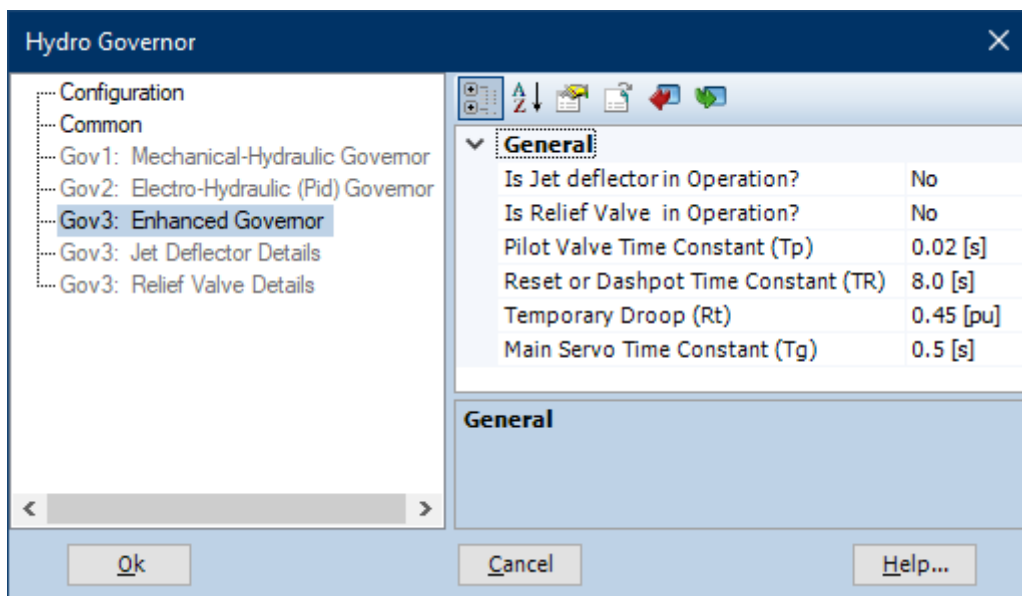 Hydro Governor
Configuration
Common
Gov1: Mechanical-Hydraulic Governor
Gov2: Electro-Hydraulic (Pid) Governor
Gov3: Enhanced Governor
Gov3: Jet Deflector Details
Gov3: Relief Valve Details
General
Is Jet deflector in Operation? No
Is Relief Valve in Operation? No
Pilot Valve Time Constant (Tp) 0.02 [s]
Reset or Dashpot Time Constant (TR) 8.0 [s]
Temporary Droop (Rt) 0.45 [pu]
Main Servo Time Constant (Tg) 0.5 [s]
General
Ok Cancel Help...